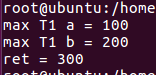 root@ubuntu:/home
max T1 a = 100
max T1 b = 200
ret = 300
root@ubuntu:/home